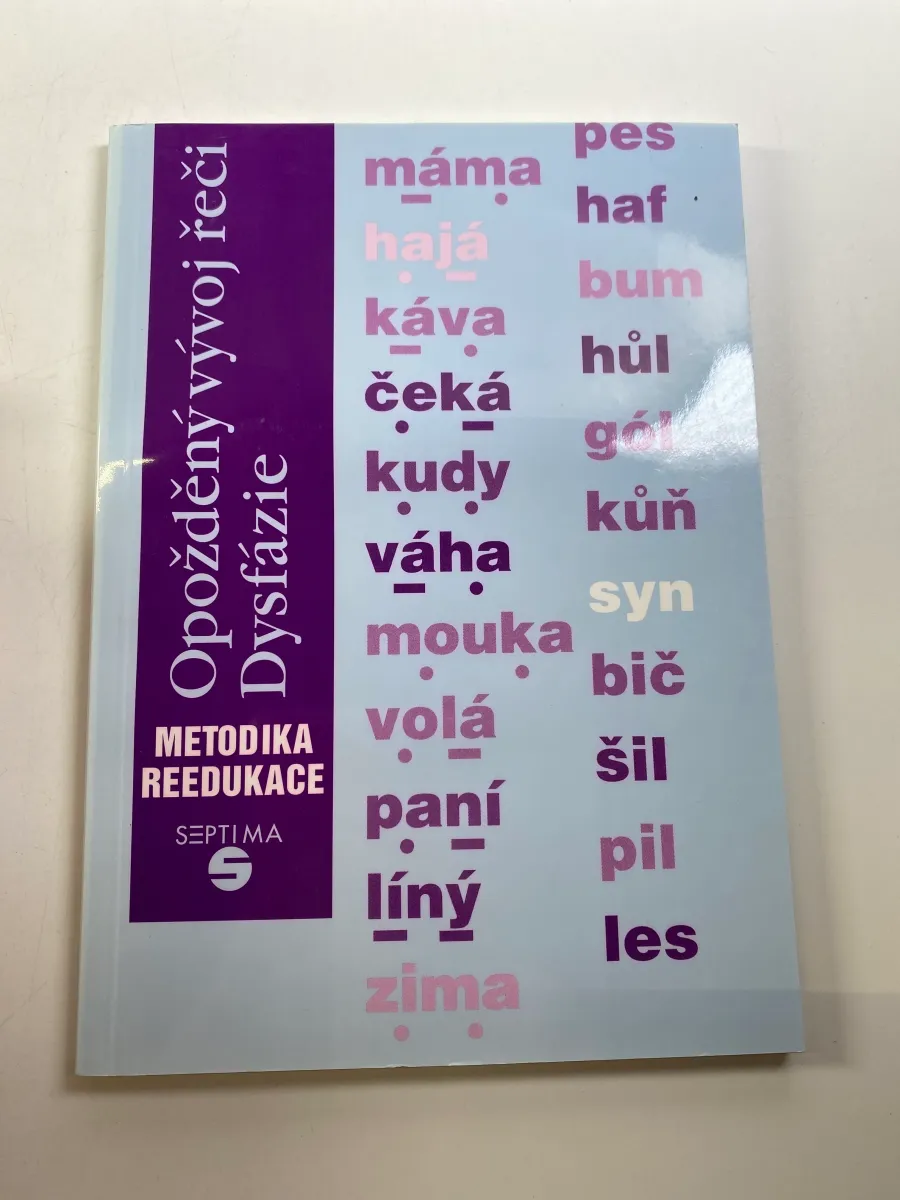 Opožděný vývoj řeči
Dysfázie
METODIKA
REEDUKACE
SEPTIMA
máma
hajá
káva
čeká
kudy
váha
mouka
volá
paní
líný
zima
pes
haf
bum
hůl
gól
kůň
syn
bič
šil
pil
les